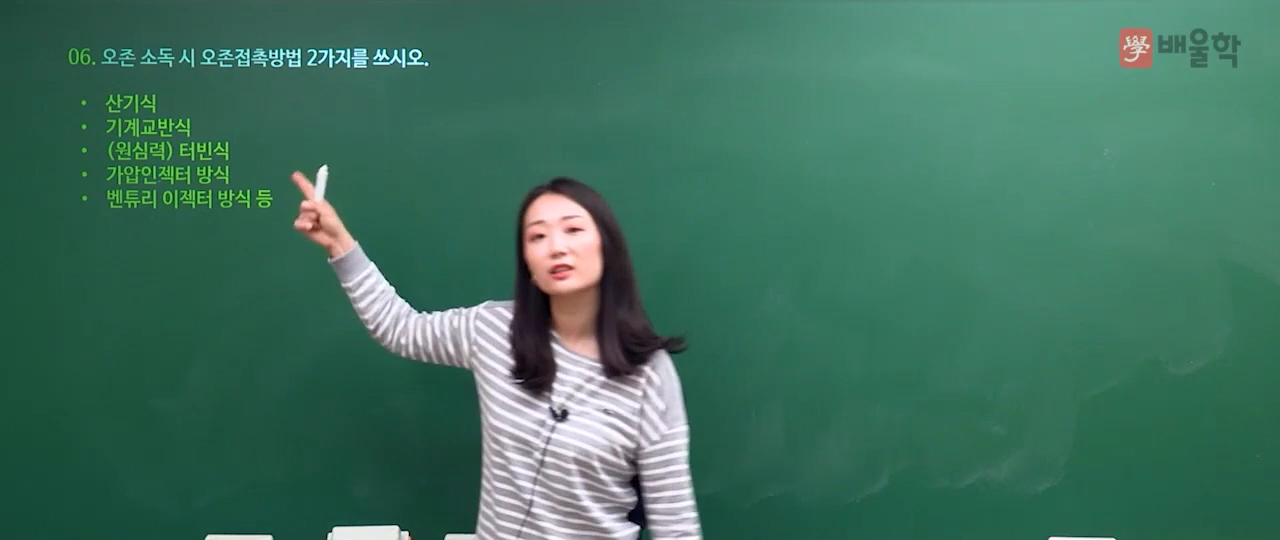 學 배울학
06. 오존 소독 시 오존접촉방법 2가지를 쓰시오.
• 산기식
• 기계교반식
• (원심력) 터빈식
• 가압인젝터 방식
• 벤튜리 이젝터 방식 등